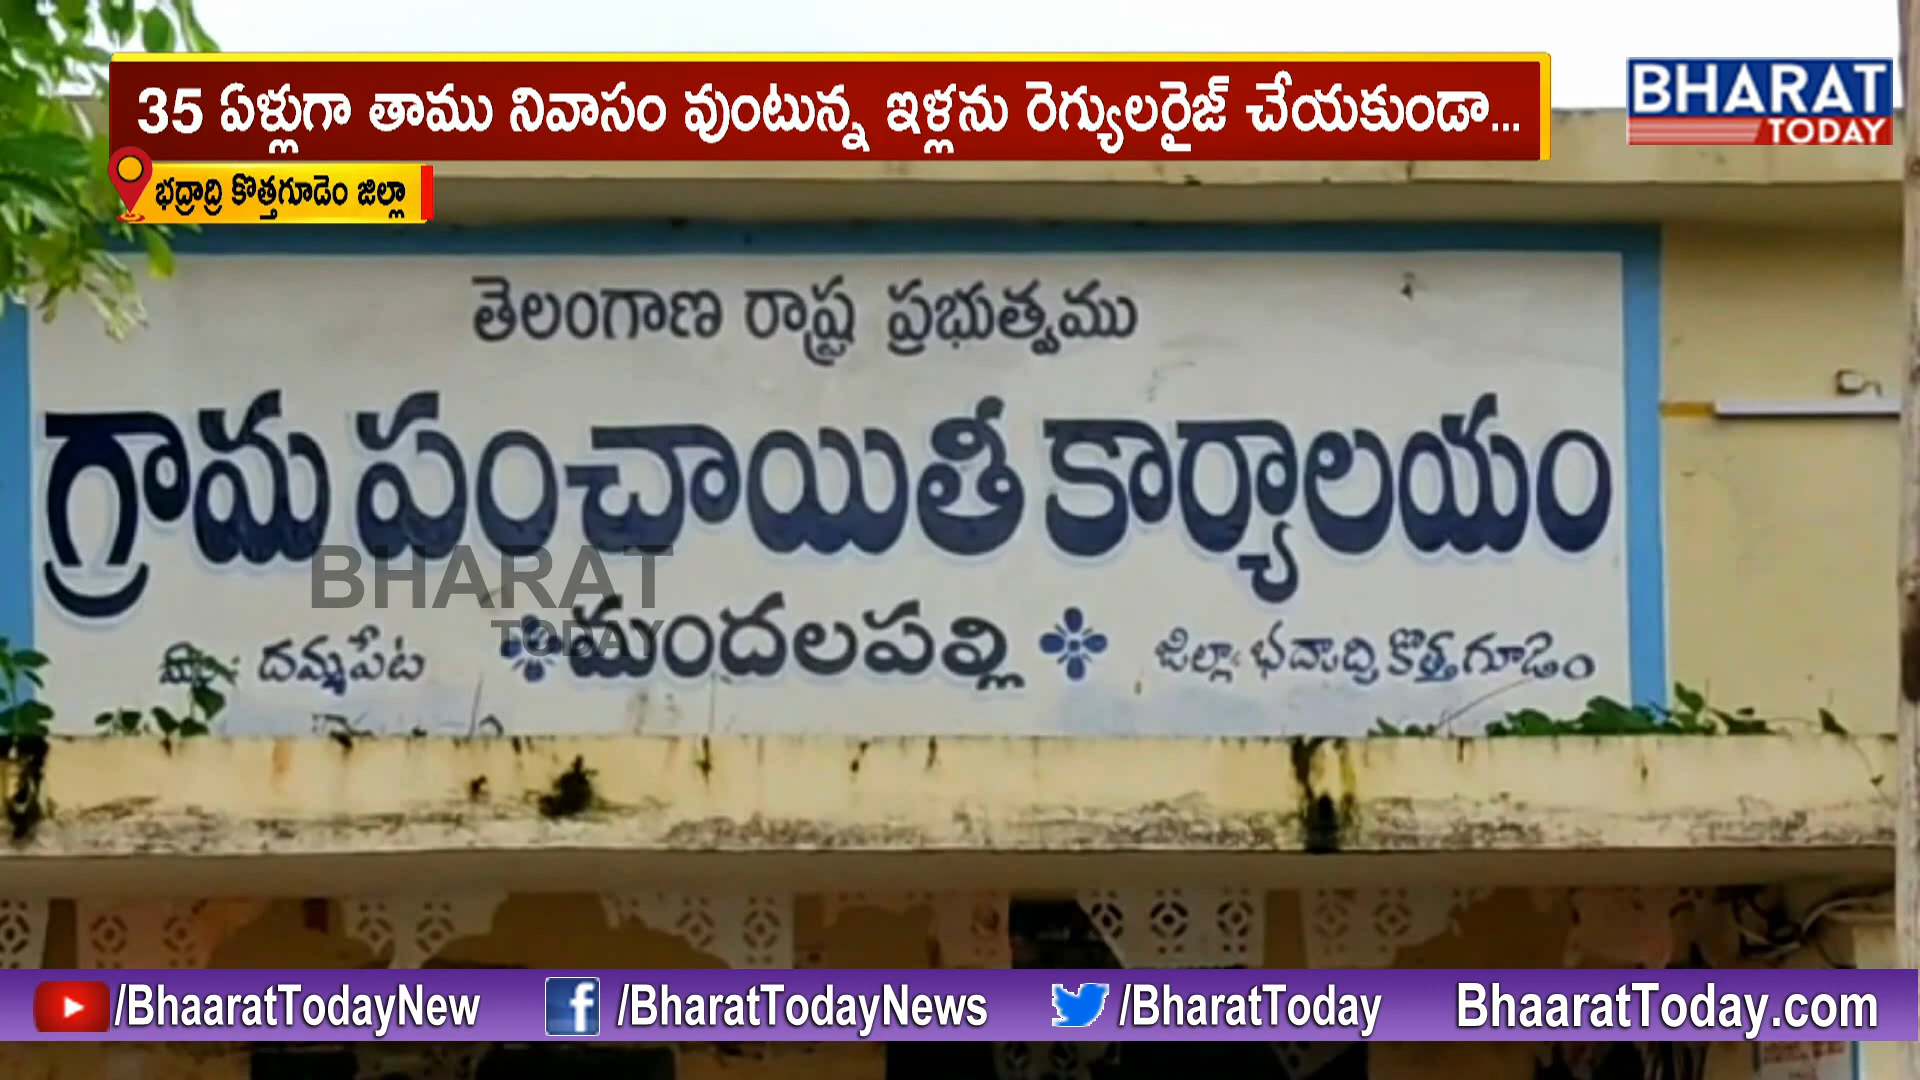 35 ఏళ్లుగా తాము నివాసం వుంటున్న ఇళ్లను రెగ్యులరైజ్ చేయకుండా...
BHARAT
TODAY
భద్రాద్రి కొత్తగూడెం జిల్లా
తెలంగాణ రాష్ట్ర ప్రభుత్వము
గ్రామ పంచాయితీ కార్యాలయం
BHARAT
TODAY
దమ్మపేట మందలపల్లి జిల్లా భద్రాద్రి కొత్తగూడెం
/BhaaratTodayNew /BharatTodayNews /BharatToday BhaaratToday.com